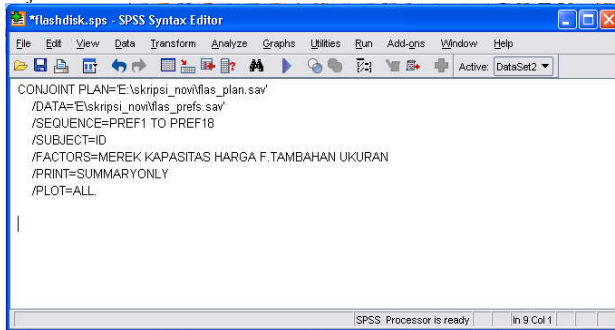 *flashdisk.sps - SPSS Syntax Editor
File Edit View Data Transform Analyze Graphs Utilities Run Add-ons Window Help
Active: DataSet2
CONJOINT PLAN='E:\skripsi_novi\flas_plan.sav'
/DATA='E\skripsi_novi\flas_prefs.sav'
/SEQUENCE=PREF1 TO PREF18
/SUBJECT=ID
/FACTORS=MEREK KAPASITAS HARGA F.TAMBAHAN UKURAN
/PRINT=SUMMARYONLY
/PLOT=ALL.
SPSS Processor is ready In 9 Col 1